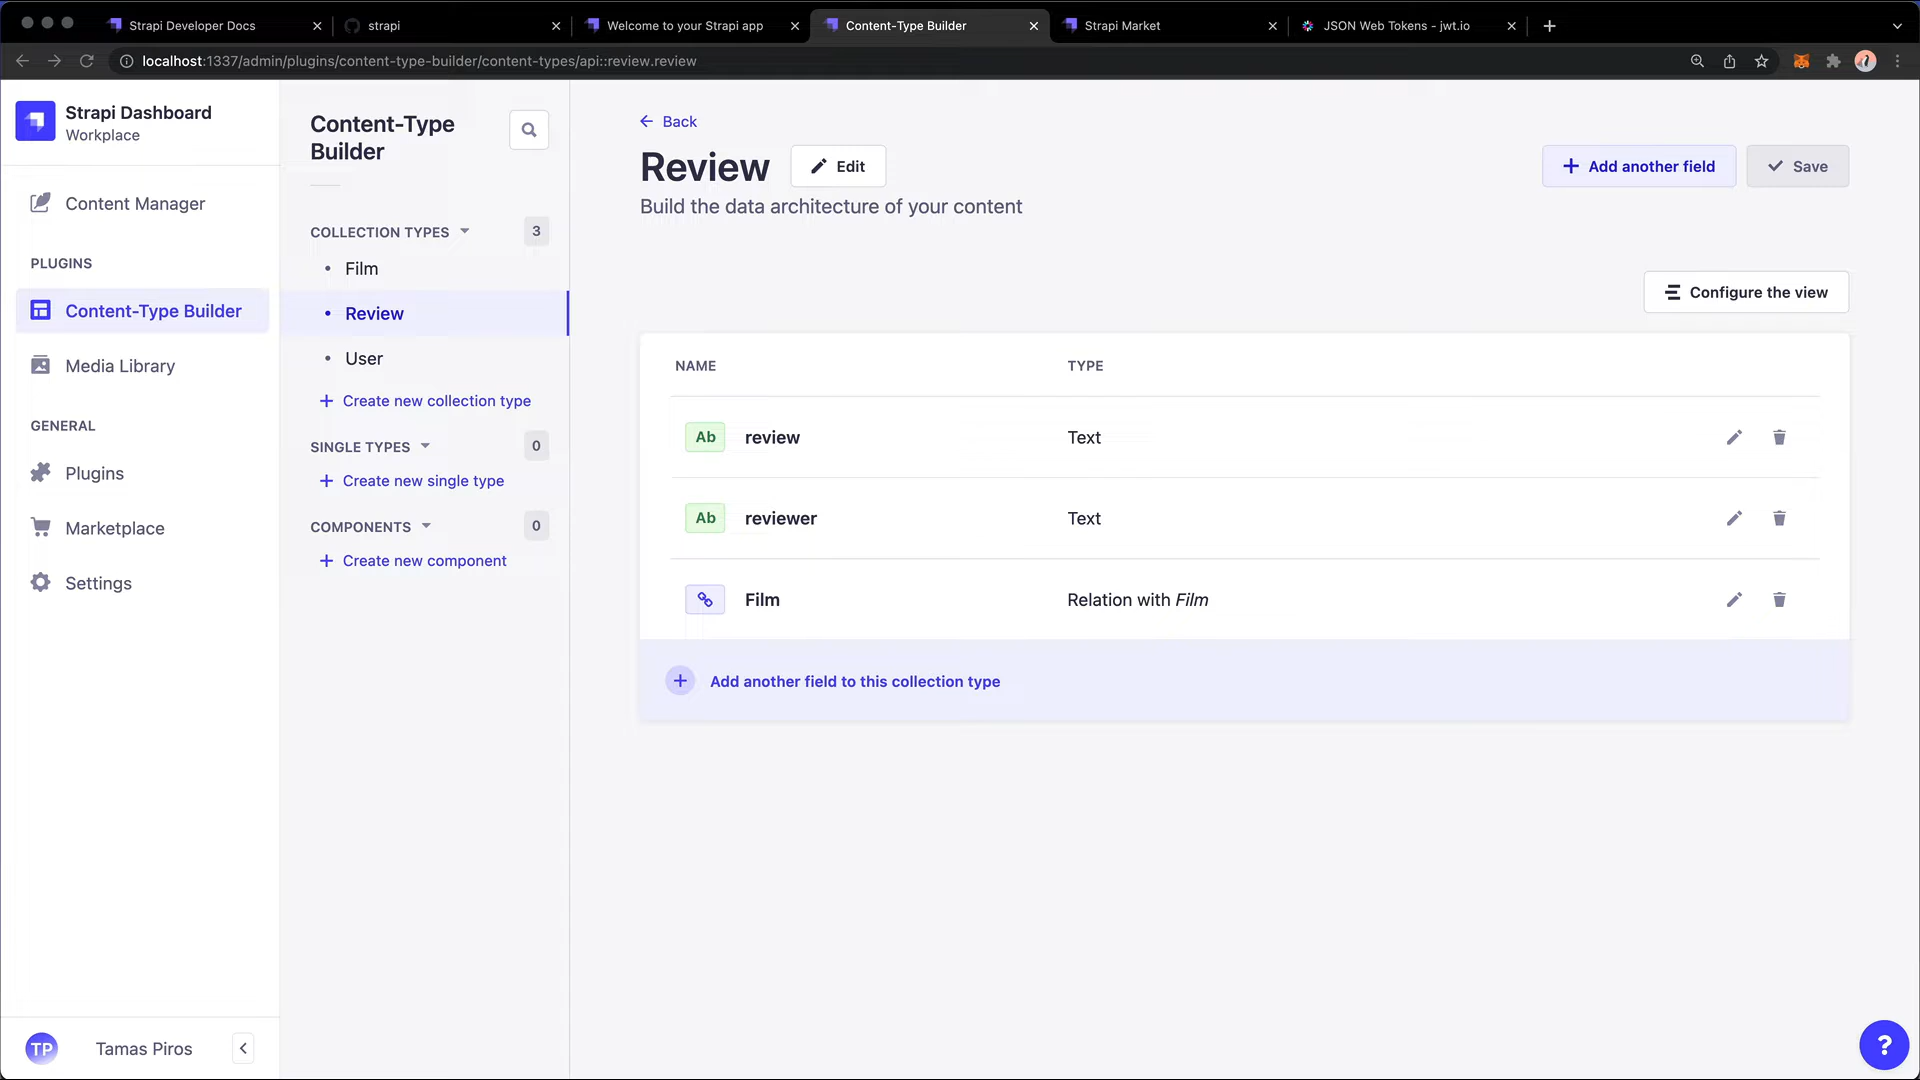 Strapi Developer Docs
strapi
Welcome to your Strapi app
Content-Type Builder
Strapi Market
JSON Web Tokens - jwt.io
localhost:1337/admin/plugins/content-type-builder/content-types/api::review.review
Strapi Dashboard
Workplace
Content Manager
PLUGINS
Content-Type Builder
Media Library
GENERAL
Plugins
Marketplace
Settings
TP
Tamas Piros
Content-Type
Builder
COLLECTION TYPES
3
Film
Review
User
Create new collection type
SINGLE TYPES
0
Create new single type
COMPONENTS
0
Create new component
Back
Review
Edit
Add another field
Save
Build the data architecture of your content
Configure the view
NAME
TYPE
Ab
review
Text
Ab
reviewer
Text
Film
Relation with Film
Add another field to this collection type
?